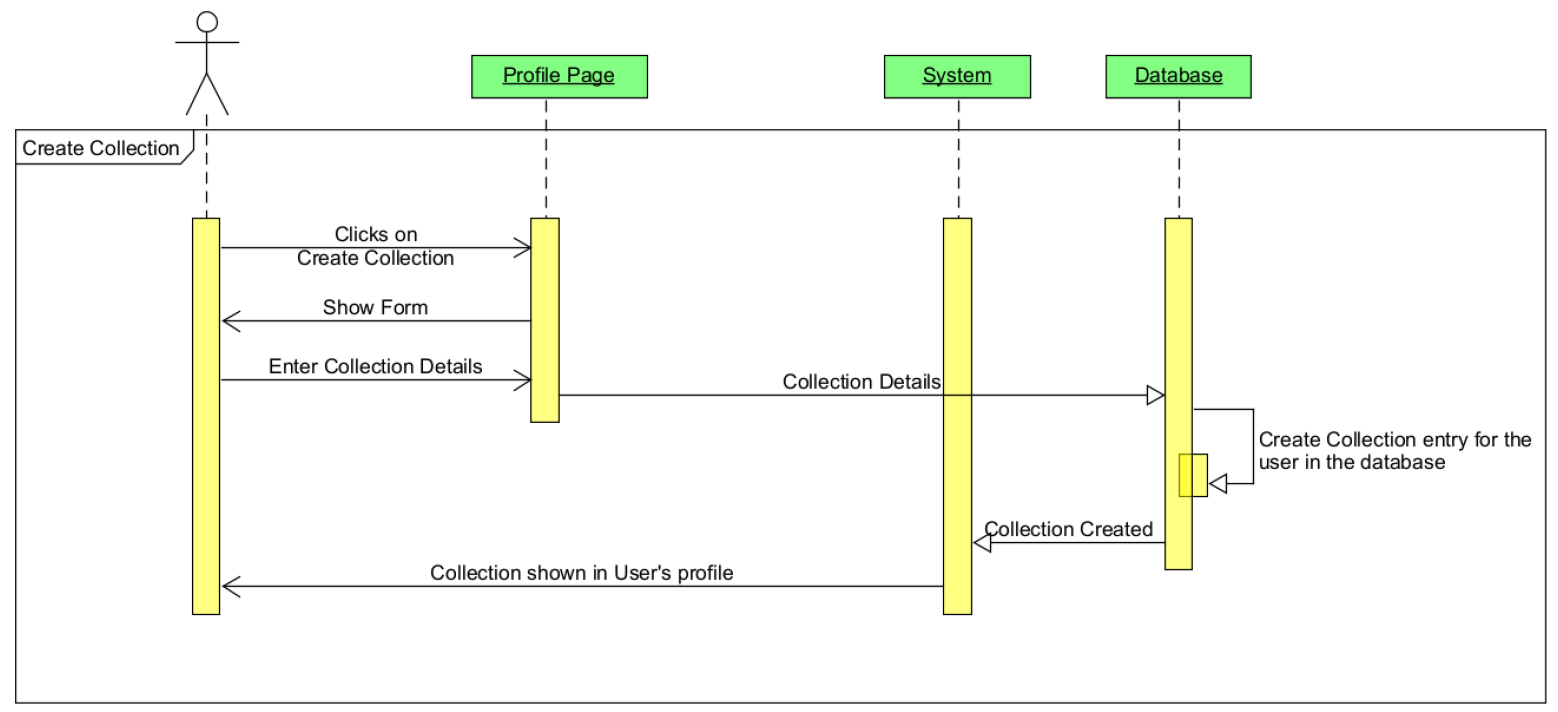 Profile Page
System
Database
Create Collection
Clicks on
Create Collection
Show Form
Enter Collection Details
Collection Details
Create Collection entry for the
user in the database
Collection Created
Collection shown in User's profile